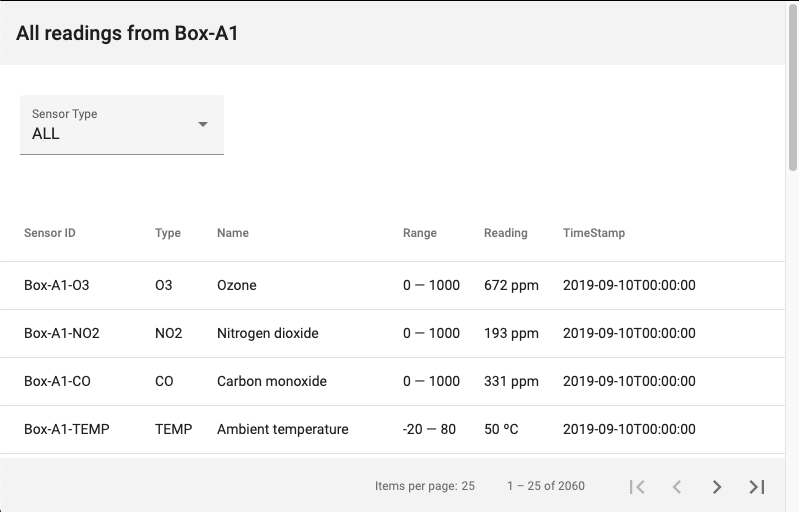 All readings from Box-A1
Sensor Type
ALL
Sensor ID Type Name Range Reading TimeStamp
Box-A1-O3 O3 Ozone 0 — 1000 672 ppm 2019-09-10T00:00:00
Box-A1-NO2 NO2 Nitrogen dioxide 0 — 1000 193 ppm 2019-09-10T00:00:00
Box-A1-CO CO Carbon monoxide 0 — 1000 331 ppm 2019-09-10T00:00:00
Box-A1-TEMP TEMP Ambient temperature -20 — 80 50 ºC 2019-09-10T00:00:00
Items per page: 25 1 – 25 of 2060